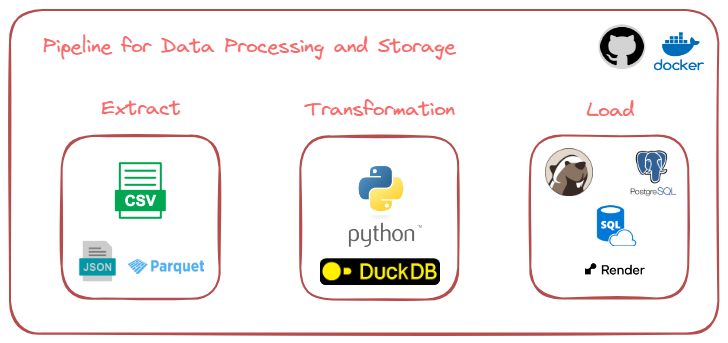 Pipeline for Data Processing and Storage
docker
Extract
Transformation
Load
CSV
JSON
Parquet
python™
DuckDB
PostgreSQL
SQL
Render